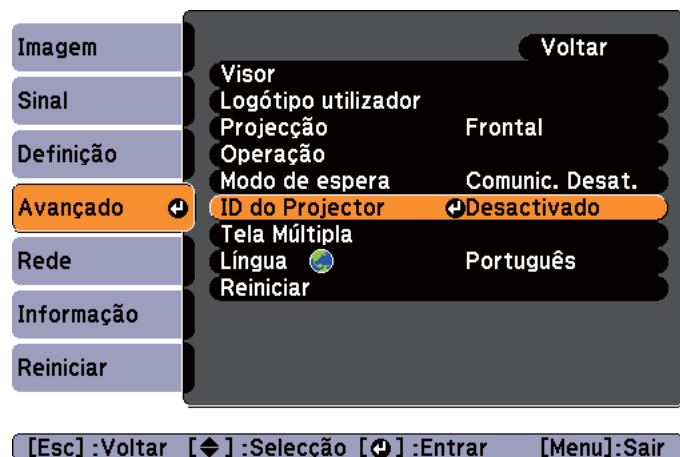 Imagem
Sinal
Definição
Avançado
Rede
Informação
Reiniciar
Voltar
Visor
Logótipo utilizador
Projecção Frontal
Operação
Modo de espera Comunic. Desat.
ID do Projector Desactivado
Tela Múltipla
Língua Português
Reiniciar
[Esc] :Voltar [ ] :Selecção [ ] :Entrar [Menu]:Sair